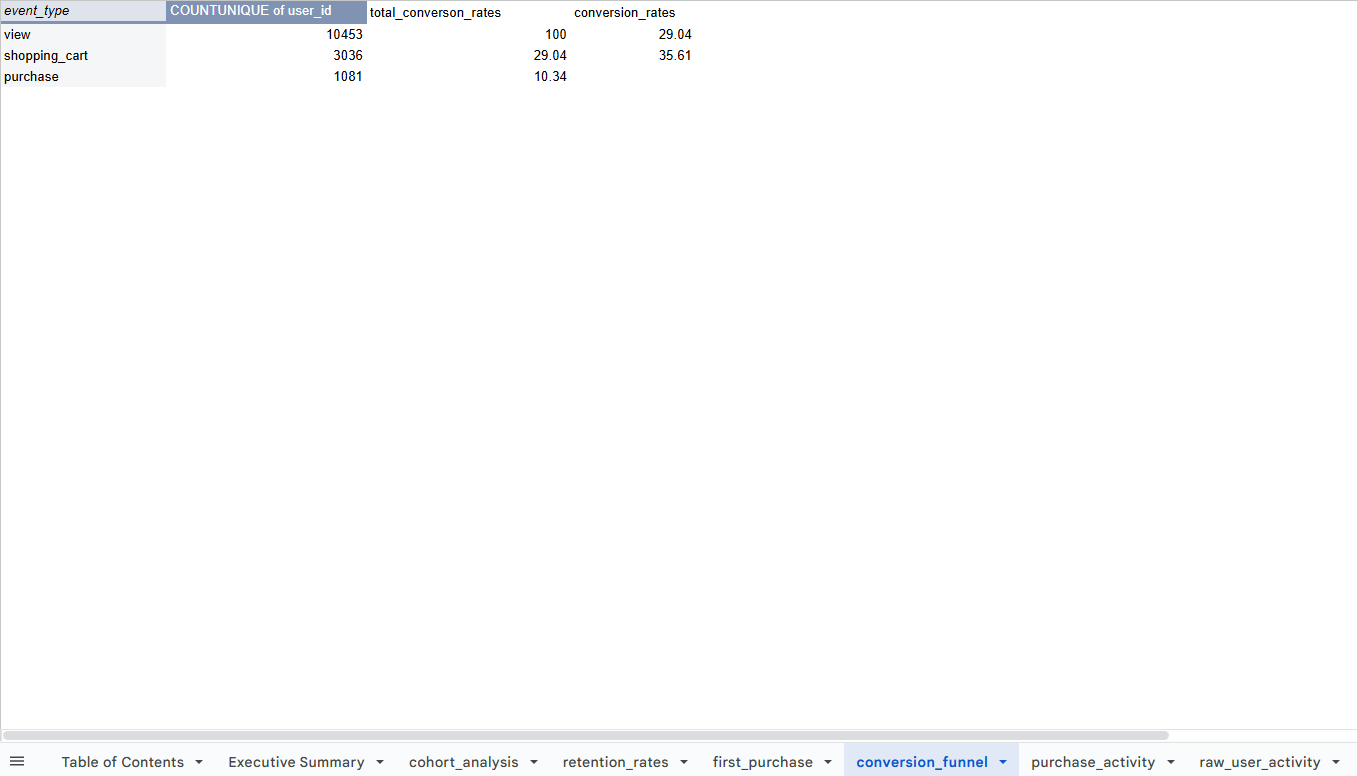 event_type COUNTUNIQUE of user_id total_converson_rates conversion_rates
view 10453 100 29.04
shopping_cart 3036 29.04 35.61
purchase 1081 10.34
Table of Contents Executive Summary cohort_analysis retention_rates first_purchase conversion_funnel purchase_activity raw_user_activity